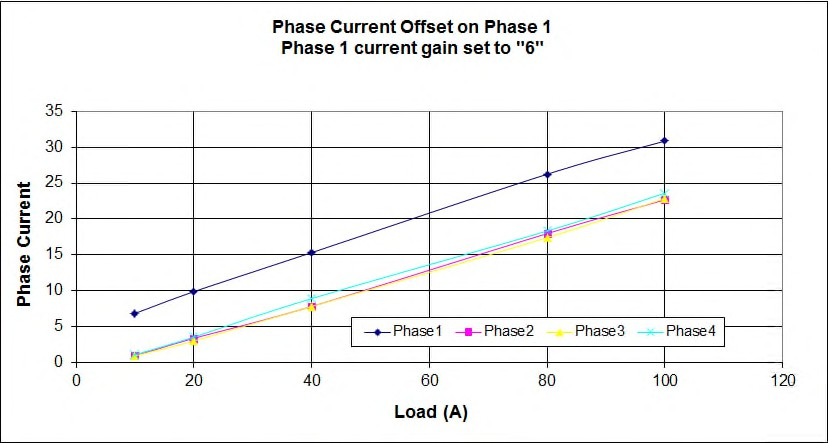 Phase Current Offset on Phase 1
Phase 1 current gain set to "6"
Phase Current
35
30
25
20
15
10
5
0
0 20 40 60 80 100 120
Load (A)
Phase1 Phase2 Phase3 Phase4